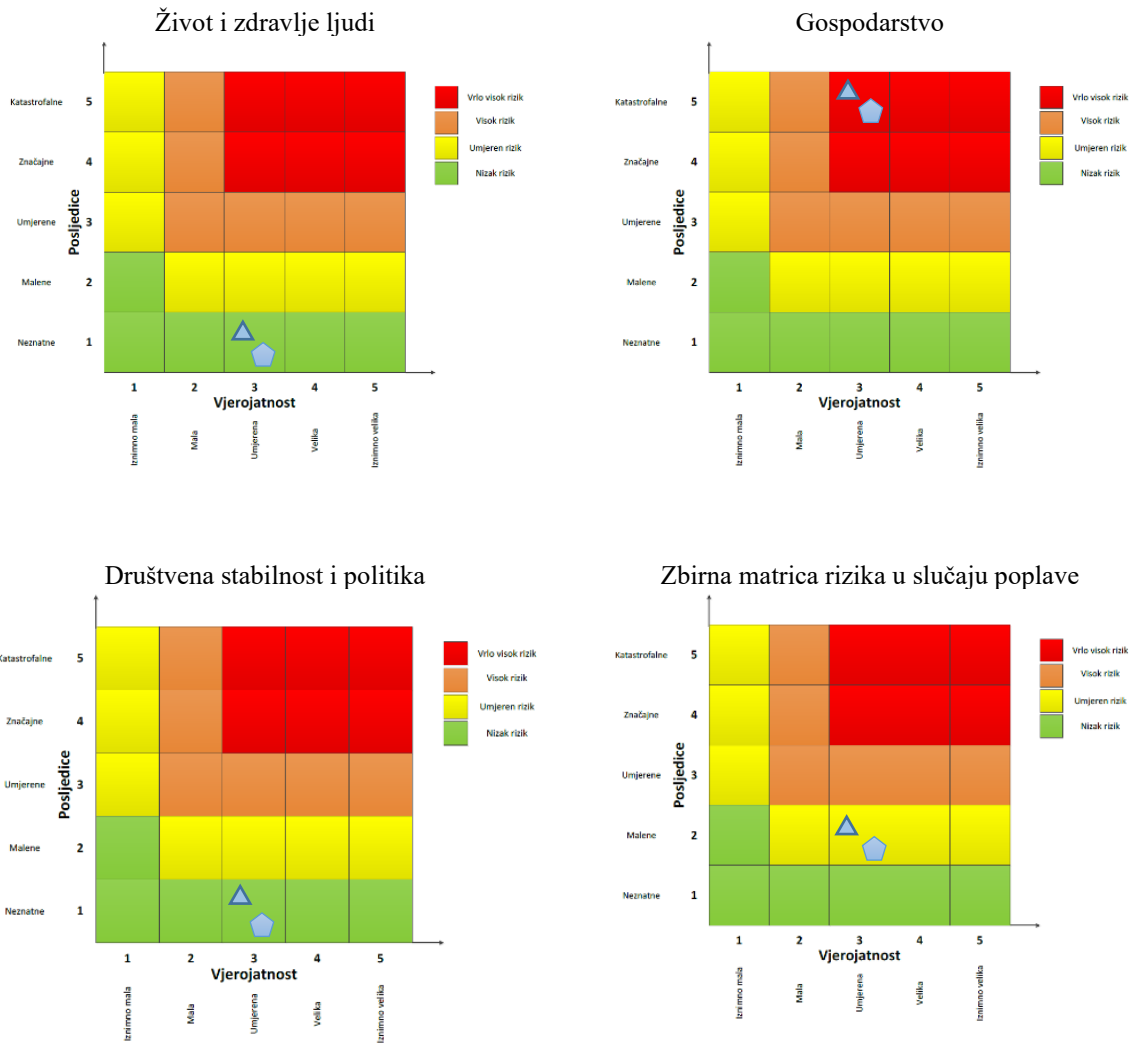 Život i zdravlje ljudi
Katastrofalne 5
Značajne 4
Umjerene 3
Malene 2
Neznatne 1
Posljedice
1 2 3 4 5
Vjerojatnost
Iznimno mala
Mala
Umjerena
Velika
Iznimno velika
Vrlo visok rizik
Visok rizik
Umjeren rizik
Nizak rizik
Gospodarstvo
Katastrofalne 5
Značajne 4
Umjerene 3
Malene 2
Neznatne 1
Posljedice
1 2 3 4 5
Vjerojatnost
Iznimno mala
Mala
Umjerena
Velika
Iznimno velika
Vrlo visok rizik
Visok rizik
Umjeren rizik
Nizak rizik
Društvena stabilnost i politika
Katastrofalne 5
Značajne 4
Umjerene 3
Malene 2
Neznatne 1
Posljedice
1 2 3 4 5
Vjerojatnost
Iznimno mala
Mala
Umjerena
Velika
Iznimno velika
Vrlo visok rizik
Visok rizik
Umjeren rizik
Nizak rizik
Zbirna matrica rizika u slučaju poplave
Katastrofalne 5
Značajne 4
Umjerene 3
Malene 2
Neznatne 1
Posljedice
1 2 3 4 5
Vjerojatnost
Iznimno mala
Mala
Umjerena
Velika
Iznimno velika
Vrlo visok rizik
Visok rizik
Umjeren rizik
Nizak rizik